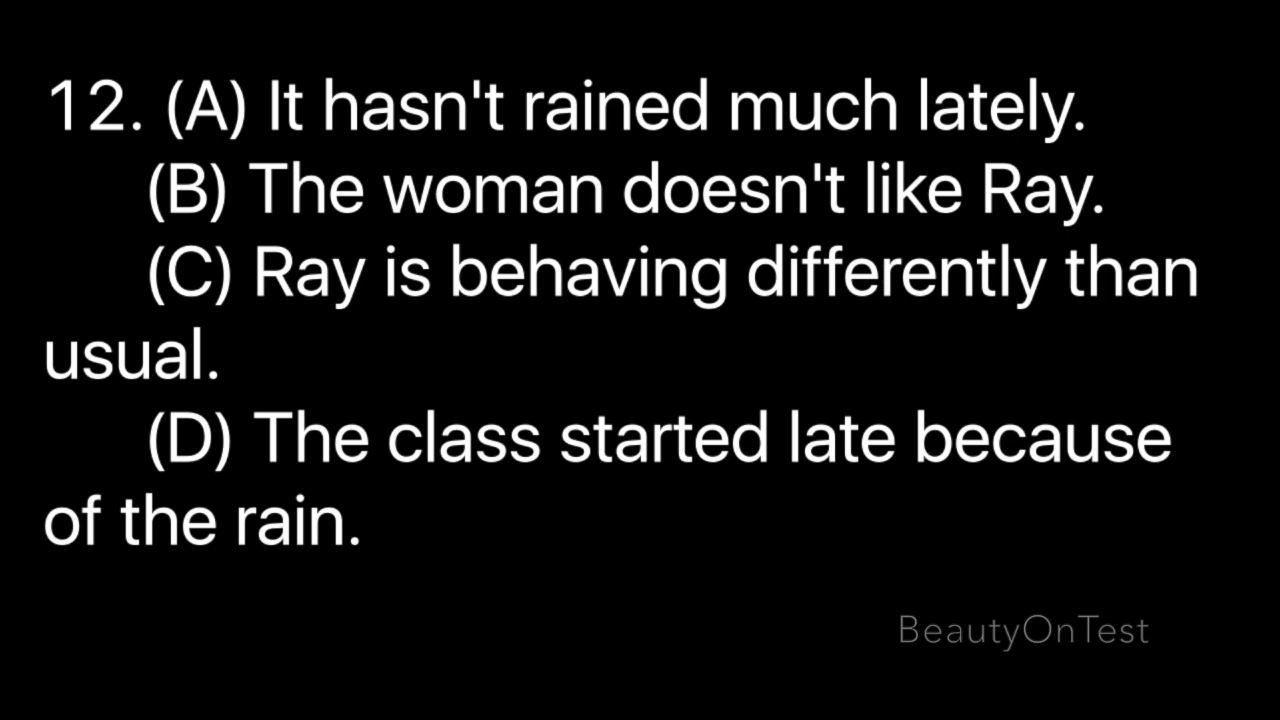 12. (A) It hasn't rained much lately.
(B) The woman doesn't like Ray.
(C) Ray is behaving differently than
usual.
(D) The class started late because
of the rain.
BeautyOnTest